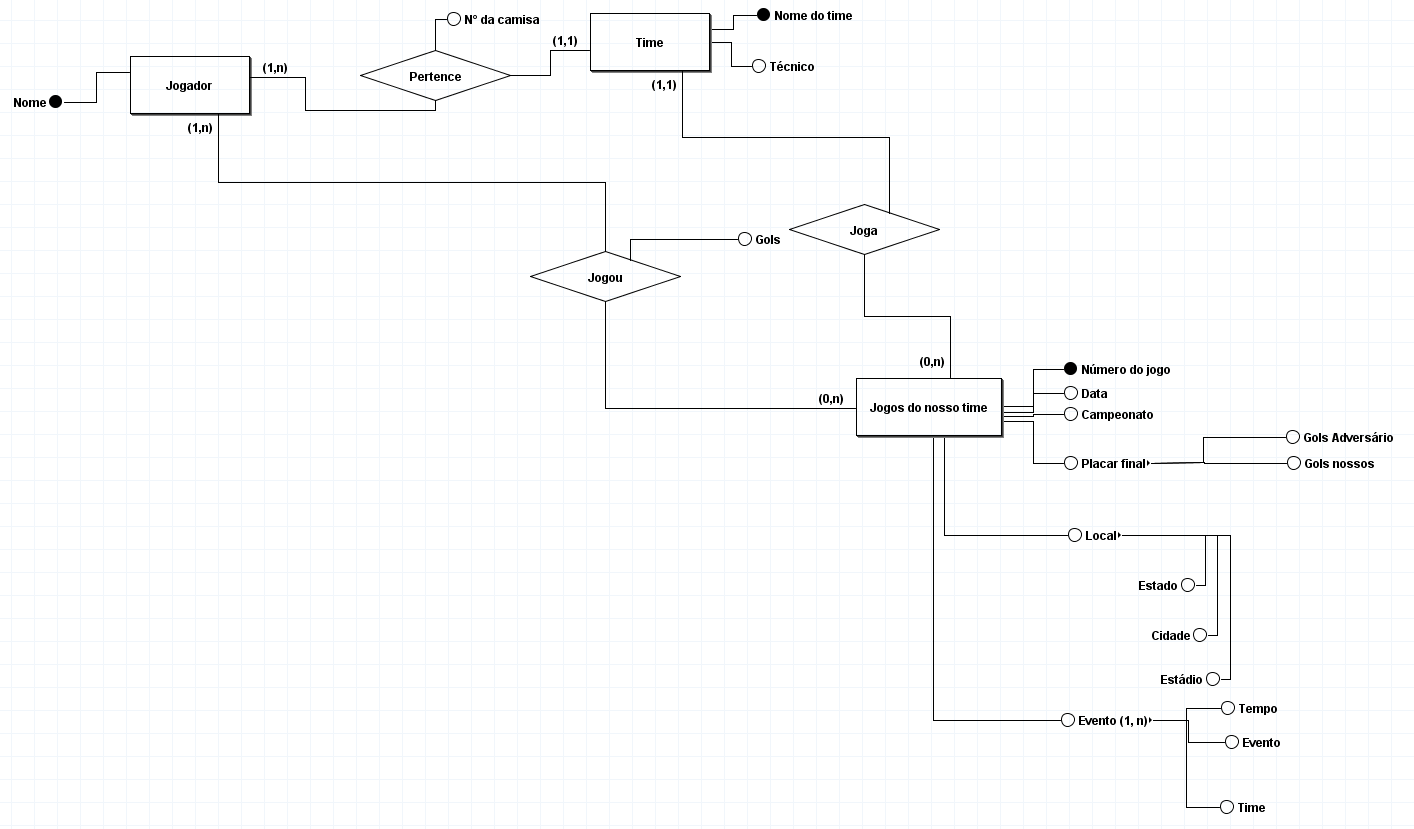 Nº da camisa
Nome do time
Time
(1,1)
Pertence
Técnico
(1,n)
Jogador
(1,1)
Nome
(1,n)
Joga
Gols
Jogou
(0,n)
Número do jogo
Data
(0,n)
Jogos do nosso time
Campeonato
Gols Adversário
Placar final
Gols nossos
Local
Estado
Cidade
Estádio
Tempo
Evento (1, n)
Evento
Time